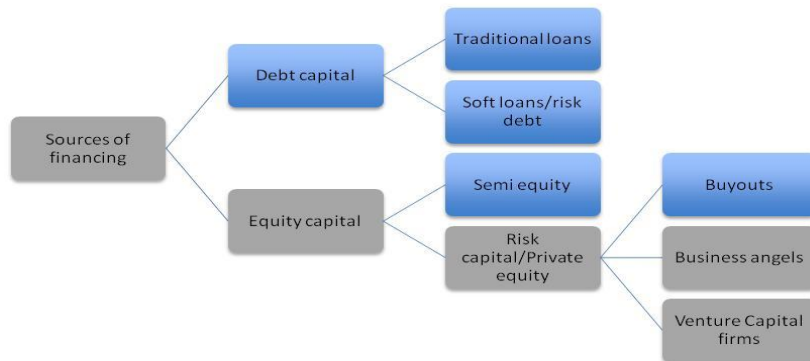 Sources of
financing
Debt capital
Traditional loans
Soft loans/risk
debt
Equity capital
Semi equity
Risk
capital/Private
equity
Buyouts
Business angels
Venture Capital
firms